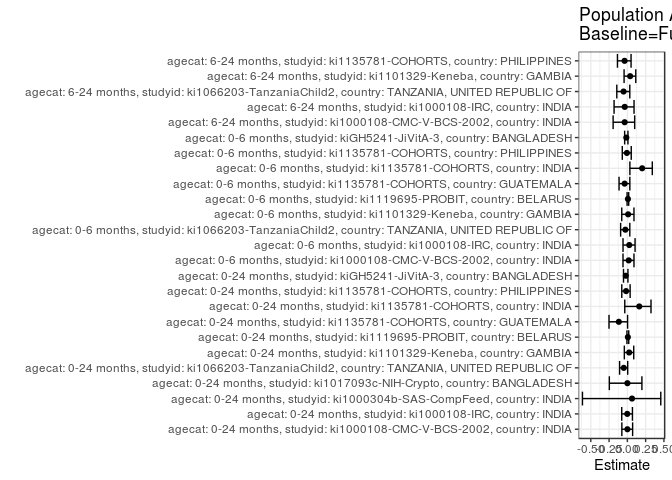 Population A
Baseline=Fu
agecat: 6-24 months, studyid: ki1135781-COHORTS, country: PHILIPPINES
agecat: 6-24 months, studyid: ki1101329-Keneba, country: GAMBIA
agecat: 6-24 months, studyid: ki1066203-TanzaniaChild2, country: TANZANIA, UNITED REPUBLIC OF
agecat: 6-24 months, studyid: ki1000108-IRC, country: INDIA
agecat: 6-24 months, studyid: ki1000108-CMC-V-BCS-2002, country: INDIA
agecat: 0-6 months, studyid: kiGH5241-JiVitA-3, country: BANGLADESH
agecat: 0-6 months, studyid: ki1135781-COHORTS, country: PHILIPPINES
agecat: 0-6 months, studyid: ki1135781-COHORTS, country: INDIA
agecat: 0-6 months, studyid: ki1135781-COHORTS, country: GUATEMALA
agecat: 0-6 months, studyid: ki1119695-PROBIT, country: BELARUS
agecat: 0-6 months, studyid: ki1101329-Keneba, country: GAMBIA
agecat: 0-6 months, studyid: ki1066203-TanzaniaChild2, country: TANZANIA, UNITED REPUBLIC OF
agecat: 0-6 months, studyid: ki1000108-IRC, country: INDIA
agecat: 0-6 months, studyid: ki1000108-CMC-V-BCS-2002, country: INDIA
agecat: 0-24 months, studyid: kiGH5241-JiVitA-3, country: BANGLADESH
agecat: 0-24 months, studyid: ki1135781-COHORTS, country: PHILIPPINES
agecat: 0-24 months, studyid: ki1135781-COHORTS, country: INDIA
agecat: 0-24 months, studyid: ki1135781-COHORTS, country: GUATEMALA
agecat: 0-24 months, studyid: ki1119695-PROBIT, country: BELARUS
agecat: 0-24 months, studyid: ki1101329-Keneba, country: GAMBIA
agecat: 0-24 months, studyid: ki1066203-TanzaniaChild2, country: TANZANIA, UNITED REPUBLIC OF
agecat: 0-24 months, studyid: ki1017093c-NIH-Crypto, country: BANGLADESH
agecat: 0-24 months, studyid: ki1000304b-SAS-CompFeed, country: INDIA
agecat: 0-24 months, studyid: ki1000108-IRC, country: INDIA
agecat: 0-24 months, studyid: ki1000108-CMC-V-BCS-2002, country: INDIA
-0.50 -0.25 0.00 0.25 0.50
Estimate